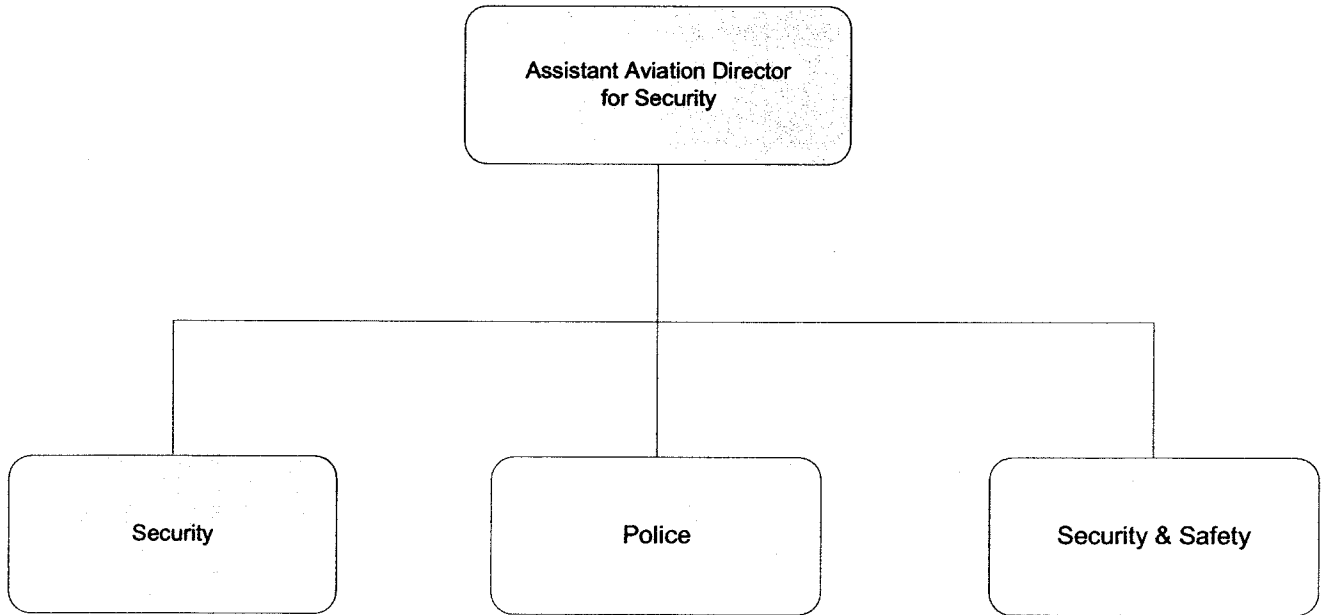 Assistant Aviation Director
for Security
Security
Police
Security & Safety